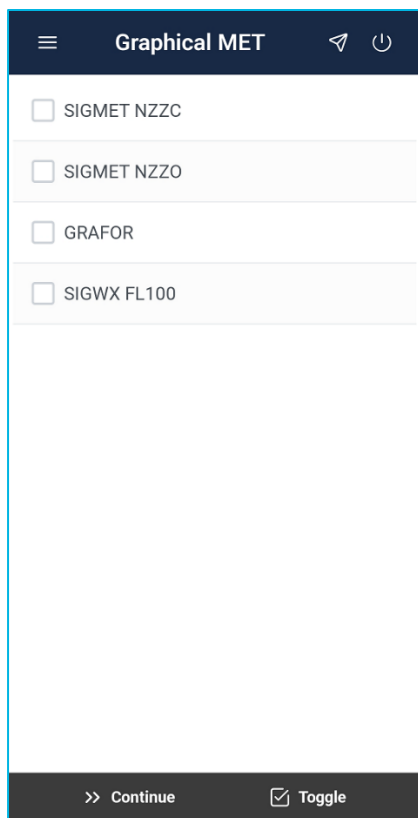 Graphical MET
SIGMET NZZC
SIGMET NZZO
GRAFOR
SIGWX FL100
Continue Toggle